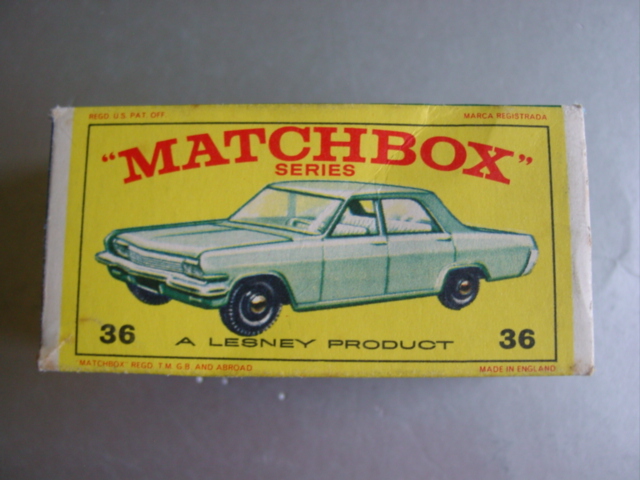 REGD U.S. PAT. OFF. MARCA REGISTRADA
"MATCHBOX"
SERIES
36 A LESNEY PRODUCT 36
"MATCHBOX" REGD T.M. G.B. AND ABROAD MADE IN ENGLAND